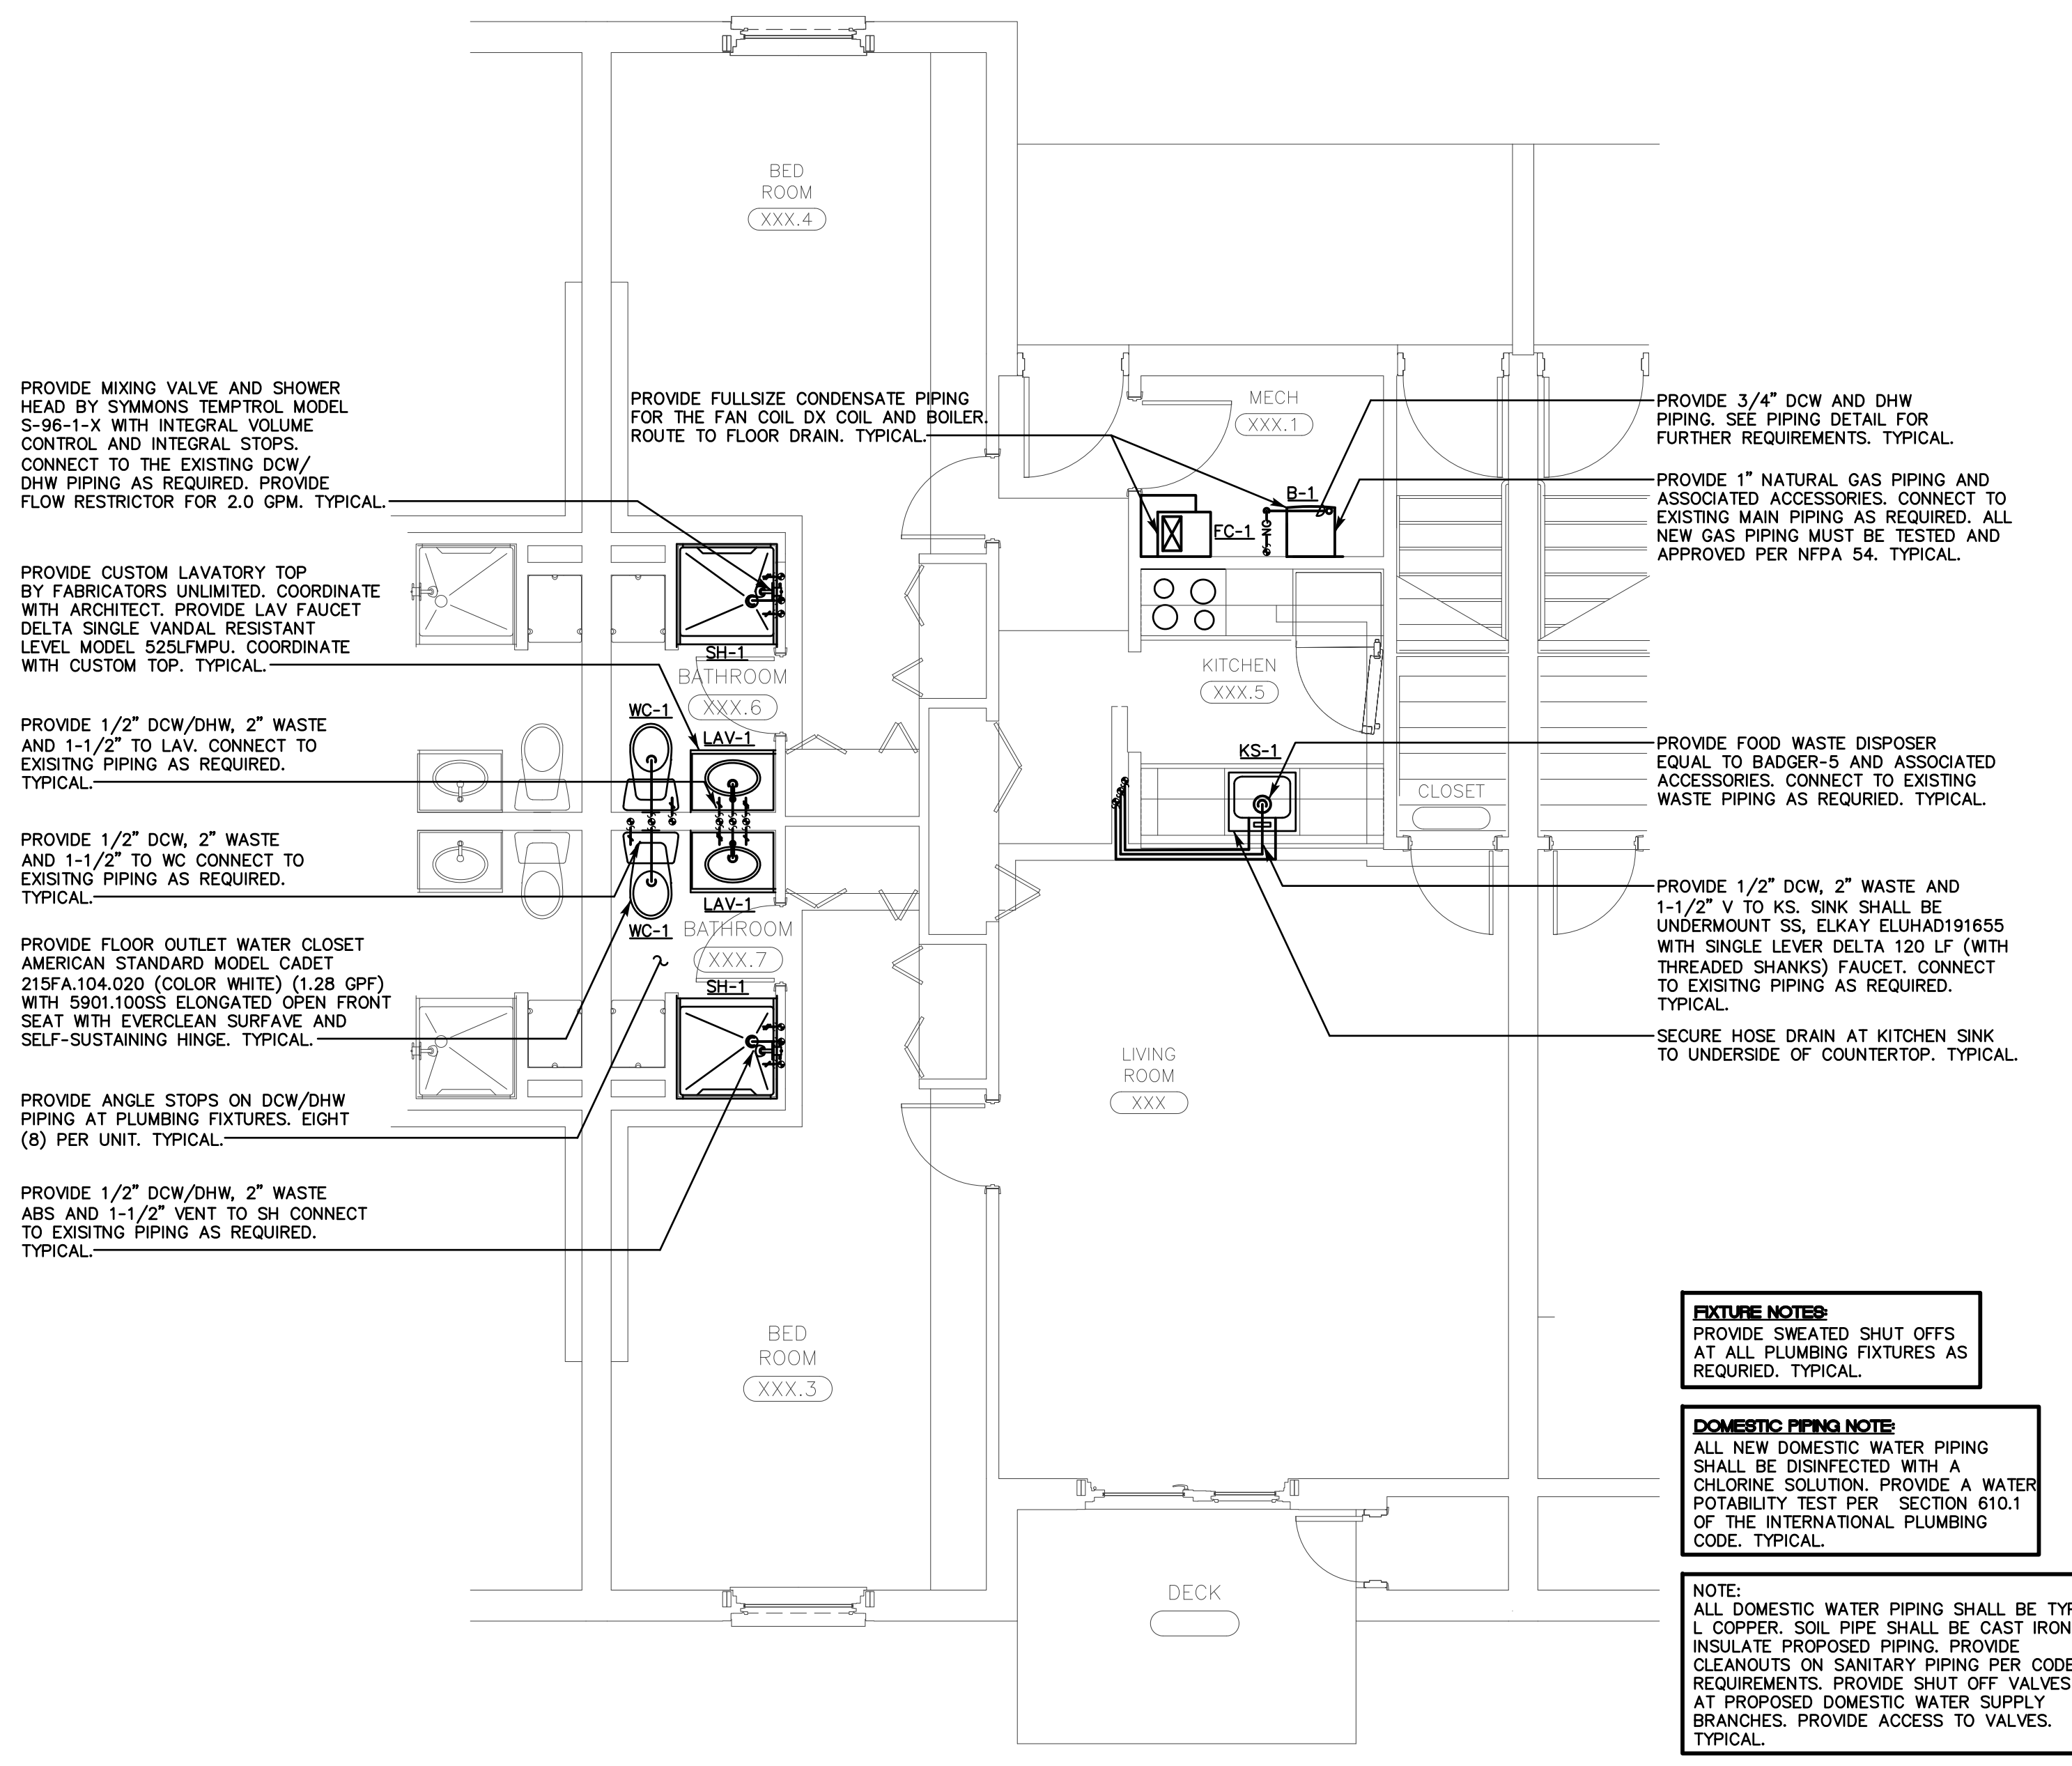 BED
ROOM
XXX.4
PROVIDE MIXING VALVE AND SHOWER
HEAD BY SYMMONS TEMPTROL MODEL
S-96-1-X WITH INTEGRAL VOLUME
CONTROL AND INTEGRAL STOPS.
CONNECT TO THE EXISTING DCW/
DHW PIPING AS REQUIRED. PROVIDE
FLOW RESTRICTOR FOR 2.0 GPM. TYPICAL.
PROVIDE CUSTOM LAVATORY TOP
BY FABRICATORS UNLIMITED. COORDINATE
WITH ARCHITECT. PROVIDE LAV FAUCET
DELTA SINGLE VANDAL RESISTANT
LEVEL MODEL 525LFMPU. COORDINATE
WITH CUSTOM TOP. TYPICAL.
PROVIDE 1/2" DCW/DHW, 2" WASTE
AND 1-1/2" TO LAV. CONNECT TO
EXISITNG PIPING AS REQUIRED.
TYPICAL.
PROVIDE 1/2" DCW, 2" WASTE
AND 1-1/2" TO WC CONNECT TO
EXISITNG PIPING AS REQUIRED.
TYPICAL.
PROVIDE FLOOR OUTLET WATER CLOSET
AMERICAN STANDARD MODEL CADET
215FA.104.020 (COLOR WHITE) (1.28 GPF)
WITH 5901.100SS ELONGATED OPEN FRONT
SEAT WITH EVERCLEAN SURFAVE AND
SELF-SUSTAINING HINGE. TYPICAL.
PROVIDE ANGLE STOPS ON DCW/DHW
PIPING AT PLUMBING FIXTURES. EIGHT
(8) PER UNIT. TYPICAL.
PROVIDE 1/2" DCW/DHW, 2" WASTE
ABS AND 1-1/2" VENT TO SH CONNECT
TO EXISITNG PIPING AS REQUIRED.
TYPICAL.
PROVIDE FULLSIZE CONDENSATE PIPING
FOR THE FAN COIL DX COIL AND BOILER.
ROUTE TO FLOOR DRAIN. TYPICAL.
MECH
XXX.1
B-1
FC-1
NG
SH-1
BATHROOM
XXX.6
WC-1
LAV-1
LAV-1
WC-1
BATHROOM
XXX.7
SH-1
KITCHEN
XXX.5
KS-1
CLOSET
LIVING
ROOM
XXX
BED
ROOM
XXX.3
DECK
PROVIDE 3/4" DCW AND DHW
PIPING. SEE PIPING DETAIL FOR
FURTHER REQUIREMENTS. TYPICAL.
PROVIDE 1" NATURAL GAS PIPING AND
ASSOCIATED ACCESSORIES. CONNECT TO
EXISTING MAIN PIPING AS REQUIRED. ALL
NEW GAS PIPING MUST BE TESTED AND
APPROVED PER NFPA 54. TYPICAL.
PROVIDE FOOD WASTE DISPOSER
EQUAL TO BADGER-5 AND ASSOCIATED
ACCESSORIES. CONNECT TO EXISTING
WASTE PIPING AS REQURIED. TYPICAL.
PROVIDE 1/2" DCW, 2" WASTE AND
1-1/2" V TO KS. SINK SHALL BE
UNDERMOUNT SS, ELKAY ELUHAD191655
WITH SINGLE LEVER DELTA 120 LF (WITH
THREADED SHANKS) FAUCET. CONNECT
TO EXISITNG PIPING AS REQUIRED.
TYPICAL.
SECURE HOSE DRAIN AT KITCHEN SINK
TO UNDERSIDE OF COUNTERTOP. TYPICAL.
FIXTURE NOTES:
PROVIDE SWEATED SHUT OFFS
AT ALL PLUMBING FIXTURES AS
REQURIED. TYPICAL.
DOMESTIC PIPING NOTE:
ALL NEW DOMESTIC WATER PIPING
SHALL BE DISINFECTED WITH A
CHLORINE SOLUTION. PROVIDE A WATER
POTABILITY TEST PER SECTION 610.1
OF THE INTERNATIONAL PLUMBING
CODE. TYPICAL.
NOTE:
ALL DOMESTIC WATER PIPING SHALL BE TYP
L COPPER. SOIL PIPE SHALL BE CAST IRON
INSULATE PROPOSED PIPING. PROVIDE
CLEANOUTS ON SANITARY PIPING PER CODE
REQUIREMENTS. PROVIDE SHUT OFF VALVES
AT PROPOSED DOMESTIC WATER SUPPLY
BRANCHES. PROVIDE ACCESS TO VALVES.
TYPICAL.